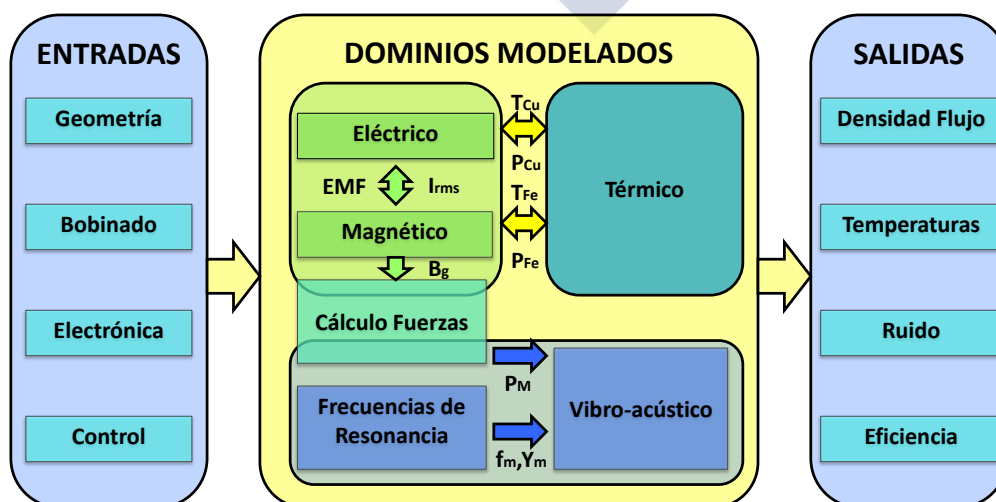 ENTRADAS
Geometría
Bobinado
Electrónica
Control
DOMINIOS MODELADOS
Eléctrico
EMF
Irms
Magnético
Bg
Cálculo Fuerzas
TCu
PCu
TFe
PFe
Térmico
PM
Frecuencias de
Resonancia
fm,Ym
Vibro-acústico
SALIDAS
Densidad Flujo
Temperaturas
Ruido
Eficiencia